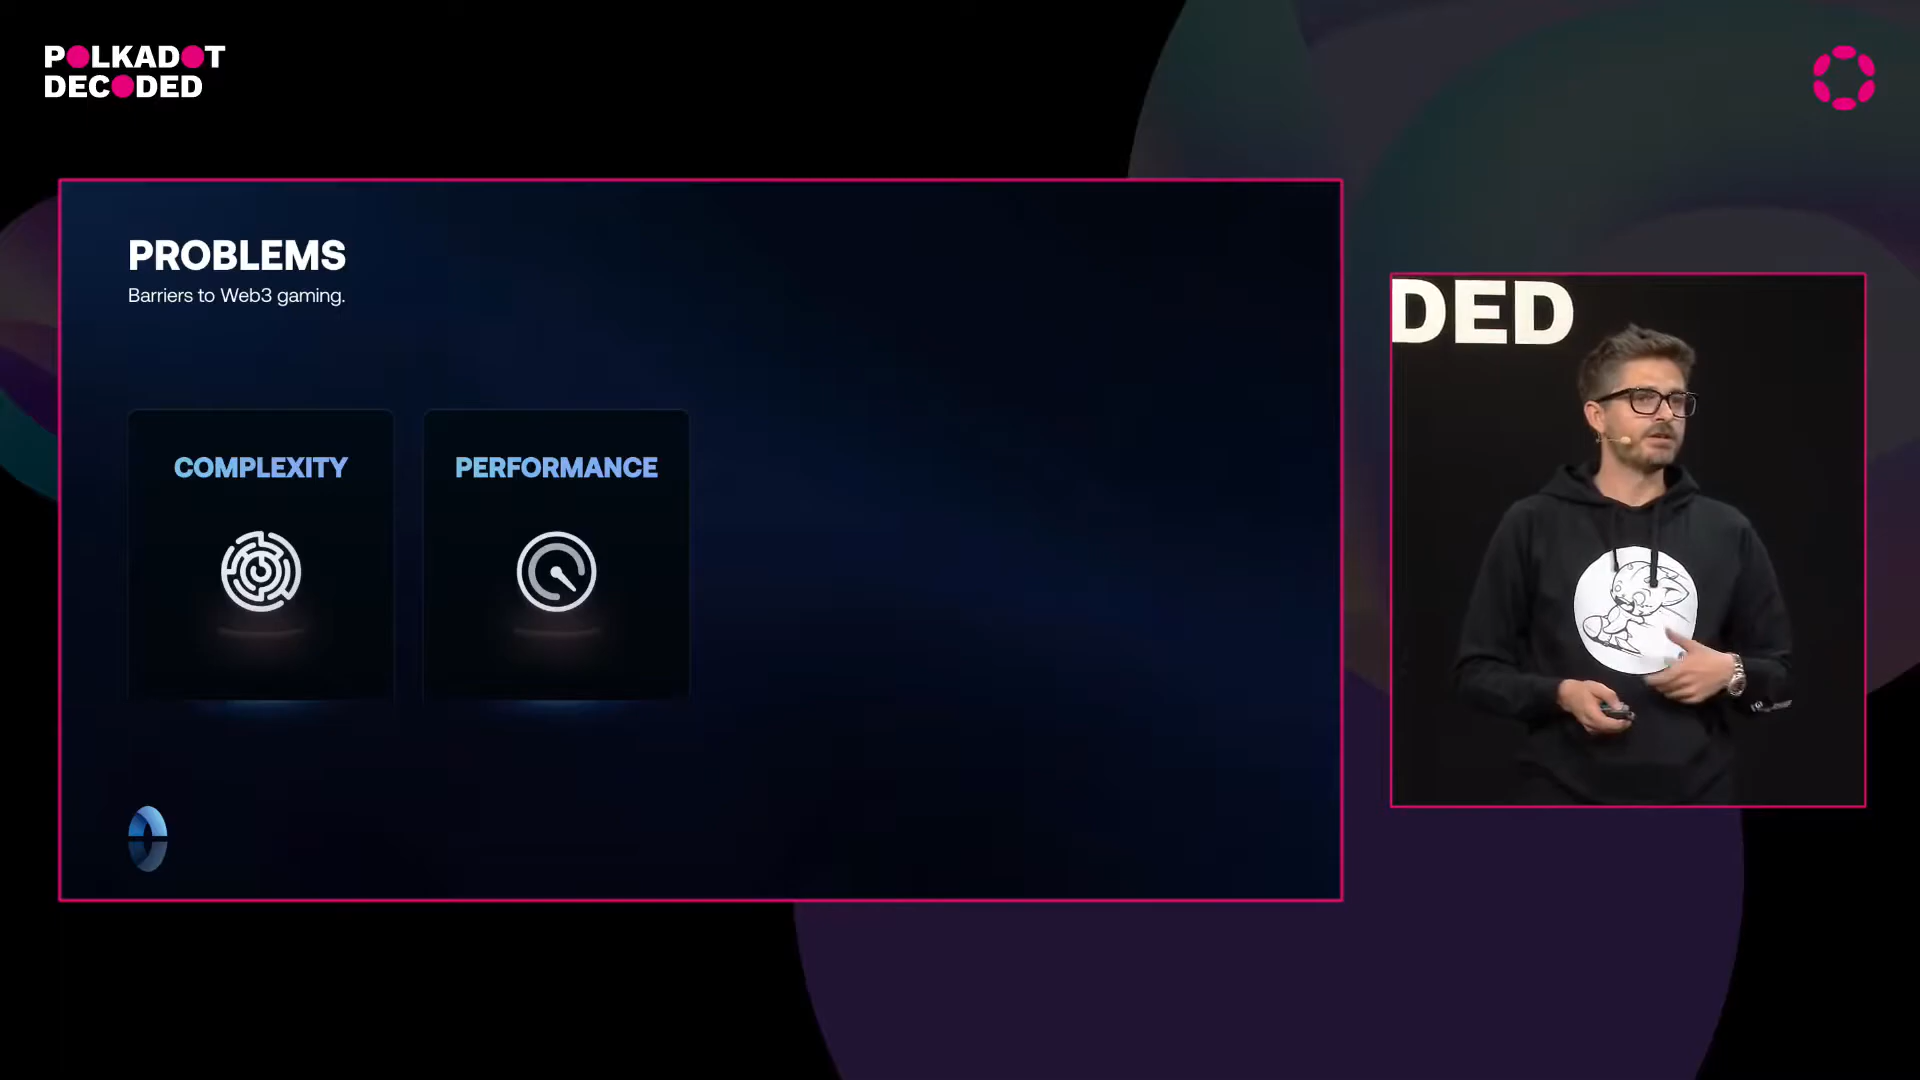 POLKADOT
DECODED
PROBLEMS
Barriers to Web3 gaming.
COMPLEXITY
PERFORMANCE
DED